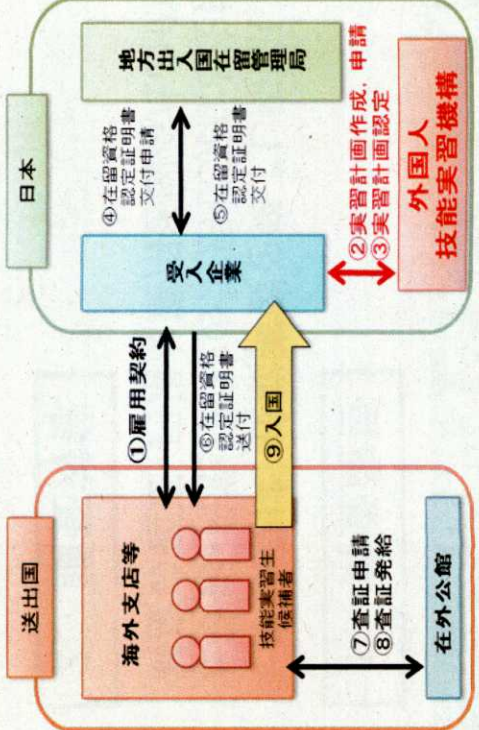 送出国
海外支店等
技能実習生
候補者
⑦査証申請
⑧査証発給
在外公館
①雇用契約
⑥在留資格
認定証明書
送付
⑨入国
日本
受入
企業
④在留資格
認定証明書
交付申請
⑤在留資格
認定証明書
交付
地方出入国在留管理局
②実習計画作成，申請
③実習計画認定
外国人
技能実習機構